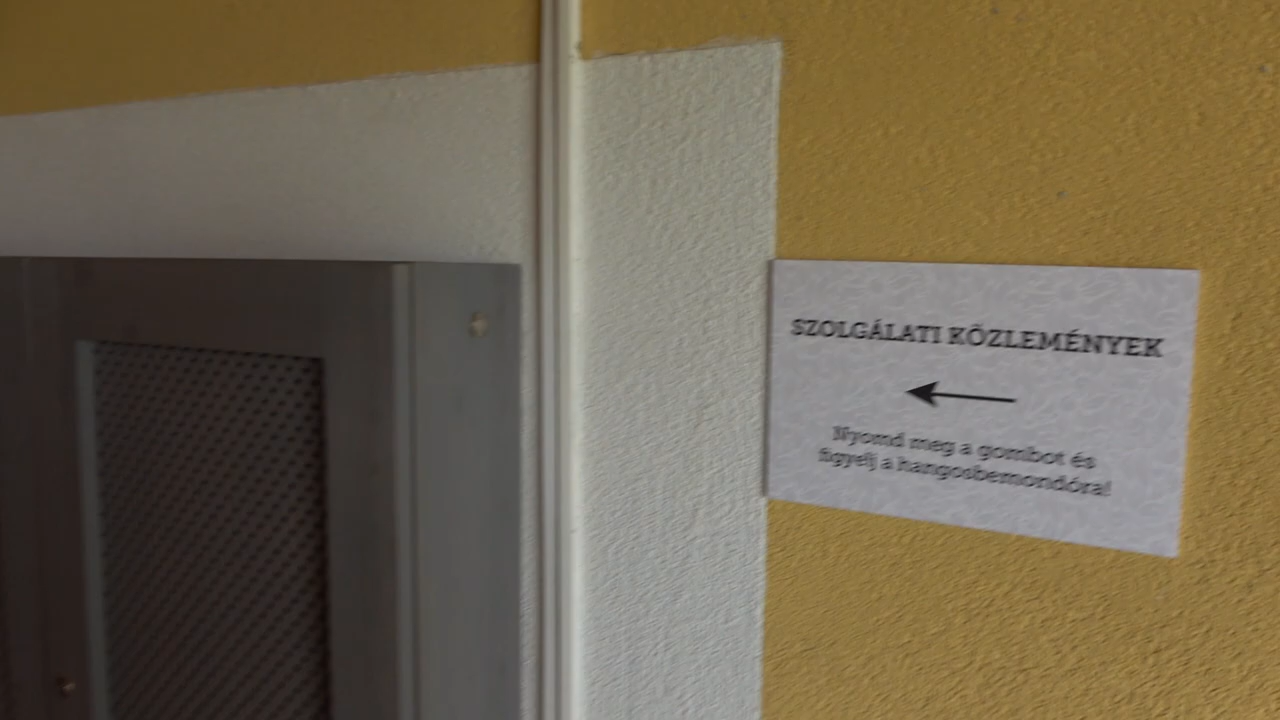 SZOLGÁLATI KÖZLEMÉNYEK
Nyomd meg a gombot és
figyelj a hangosbemondóra!